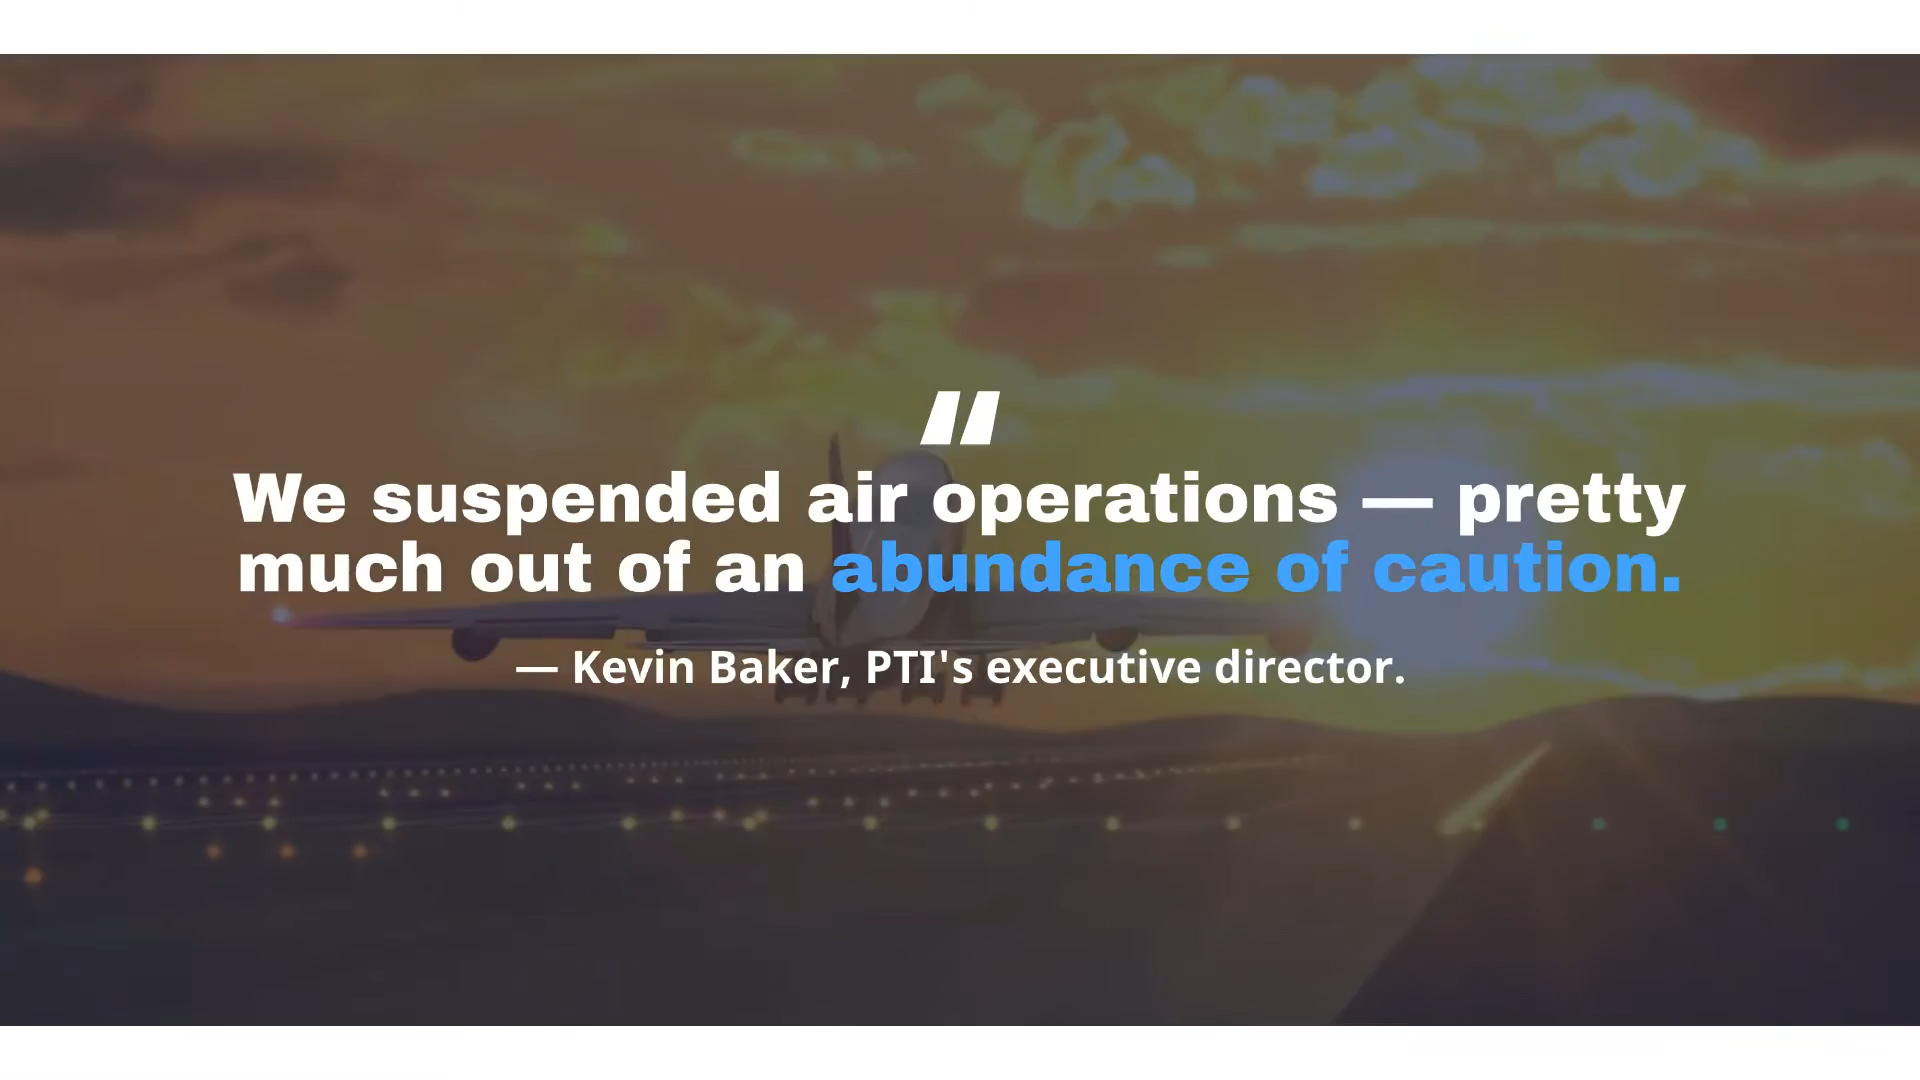 "
We suspended air operations — pretty
much out of an abundance of caution.
— Kevin Baker, PTI's executive director.